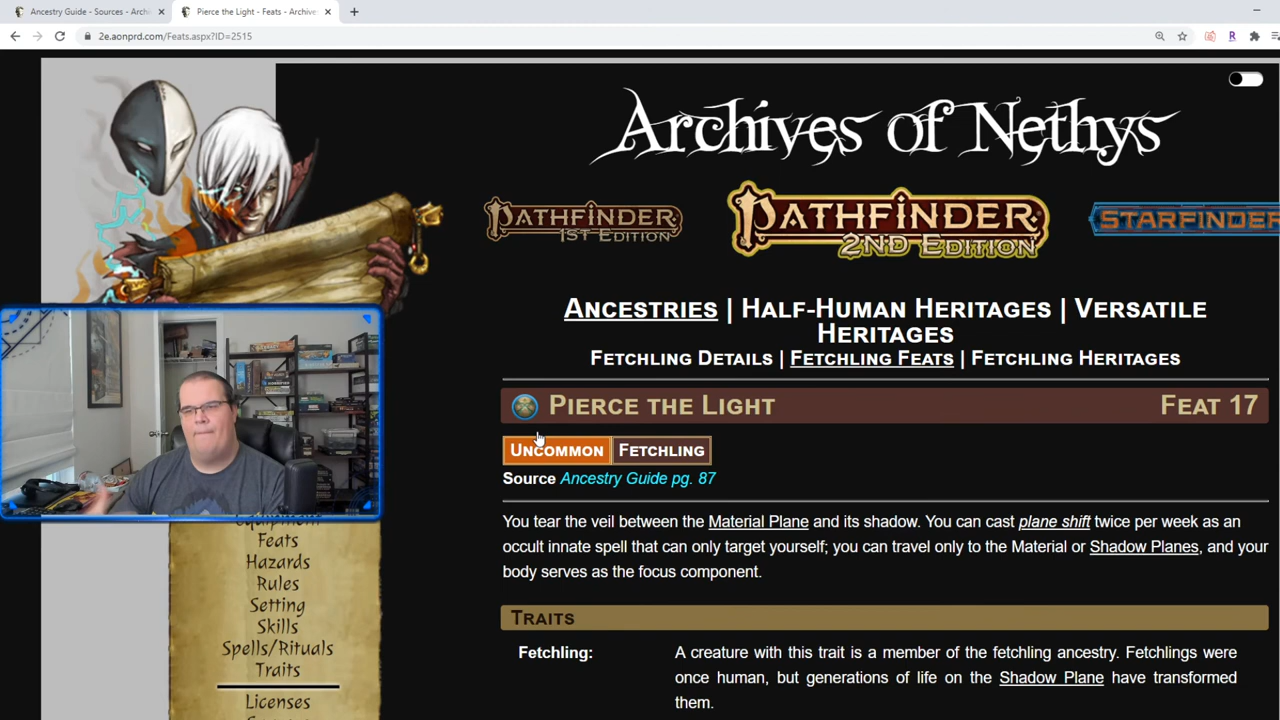 Ancestry Guide - Sources - Archi
Pierce the Light - Feats - Archives
2e.aonprd.com/Feats.aspx?ID=2515
Archives of Nethys
PATHFINDER 1ST EDITION
PATHFINDER 2ND EDITION
STARFINDER
ANCESTRIES | HALF-HUMAN HERITAGES | VERSATILE
HERITAGES
FETCHLING DETAILS | FETCHLING FEATS | FETCHLING HERITAGES
PIERCE THE LIGHT FEAT 17
UNCOMMON FETCHLING
Source Ancestry Guide pg. 87
You tear the veil between the Material Plane and its shadow. You can cast plane shift twice per week as an
occult innate spell that can only target yourself; you can travel only to the Material or Shadow Planes, and your
body serves as the focus component.
TRAITS
Fetchling: A creature with this trait is a member of the fetchling ancestry. Fetchlings were
once human, but generations of life on the Shadow Plane have transformed
them.
Equipment
Feats
Hazards
Rules
Setting
Skills
Spells/Rituals
Traits
Licenses